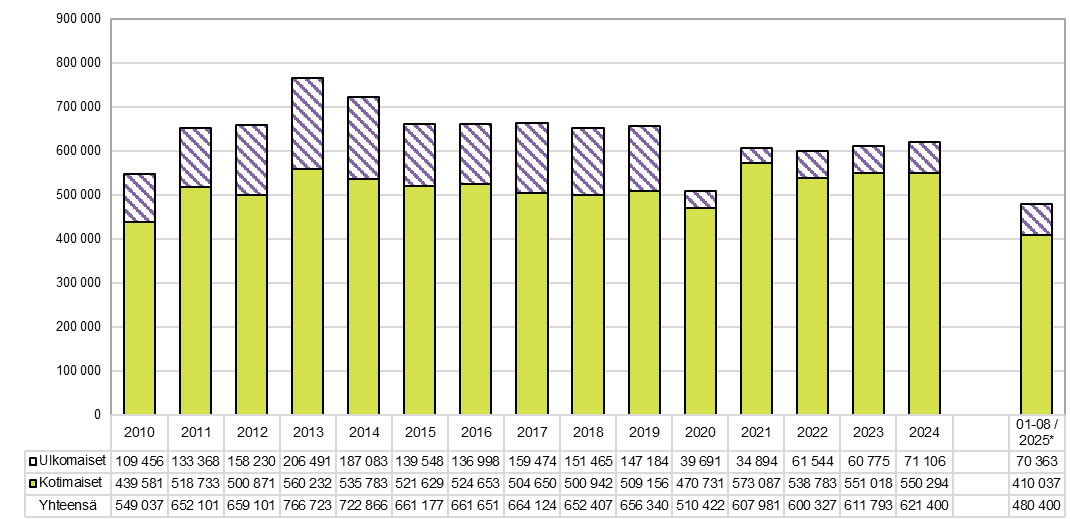 900 000
800 000
700 000
600 000
500 000
400 000
300 000
200 000
100 000
0
2010 2011 2012 2013 2014 2015 2016 2017 2018 2019 2020 2021 2022 2023 2024 01-08 / 2025*
Ulkomaiset 109 456 133 368 158 230 206 491 187 083 139 548 136 998 159 474 151 465 147 184 39 691 34 894 61 544 60 775 71 106 70 363
Kotimaiset 439 581 518 733 500 871 560 232 535 783 521 629 524 653 504 650 500 942 509 156 470 731 573 087 538 783 551 018 550 294 410 037
Yhteensä 549 037 652 101 659 101 766 723 722 866 661 177 661 651 664 124 652 407 656 340 510 422 607 981 600 327 611 793 621 400 480 400